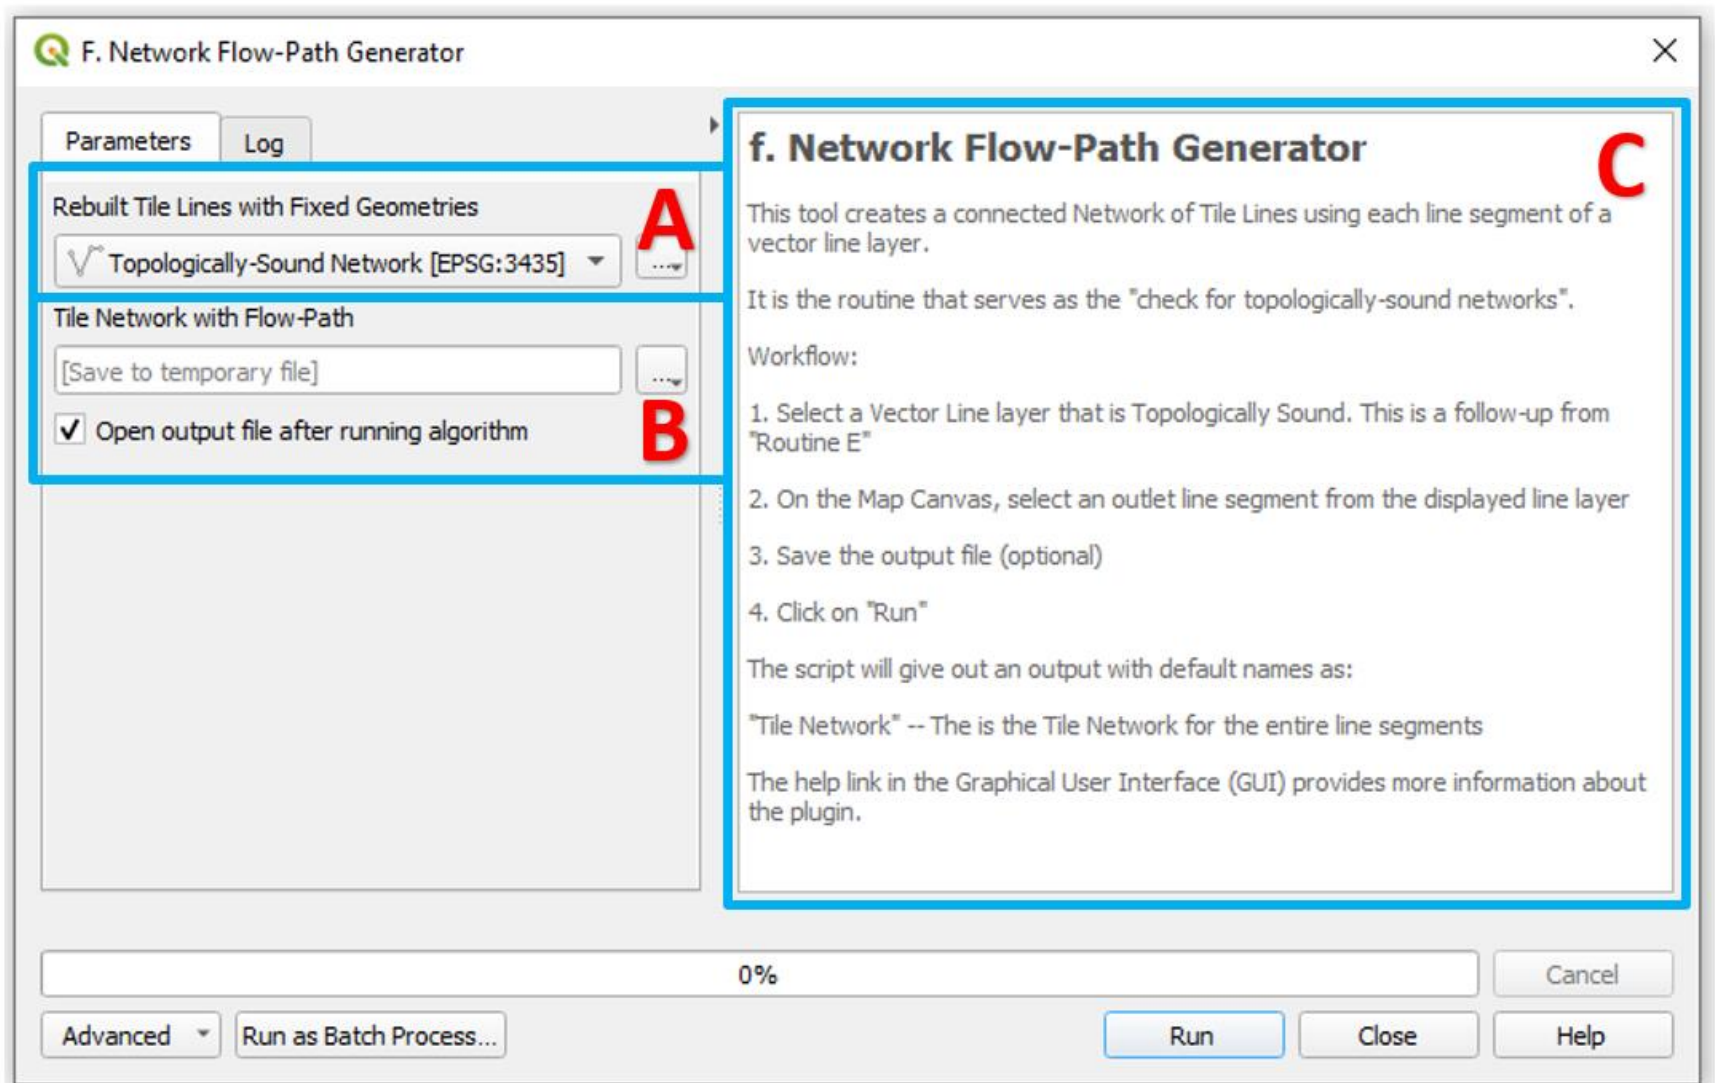 F. Network Flow-Path Generator
Parameters
Log
Rebuilt Tile Lines with Fixed Geometries
A
Topologically-Sound Network [EPSG:3435]
...
Tile Network with Flow-Path
[Save to temporary file]
...
Open output file after running algorithm
B
f. Network Flow-Path Generator
C
This tool creates a connected Network of Tile Lines using each line segment of a
vector line layer.
It is the routine that serves as the "check for topologically-sound networks".
Workflow:
1. Select a Vector Line layer that is Topologically Sound. This is a follow-up from
"Routine E"
2. On the Map Canvas, select an outlet line segment from the displayed line layer
3. Save the output file (optional)
4. Click on "Run"
The script will give out an output with default names as:
"Tile Network" -- The is the Tile Network for the entire line segments
The help link in the Graphical User Interface (GUI) provides more information about
the plugin.
0%
Cancel
Advanced
Run as Batch Process...
Run
Close
Help